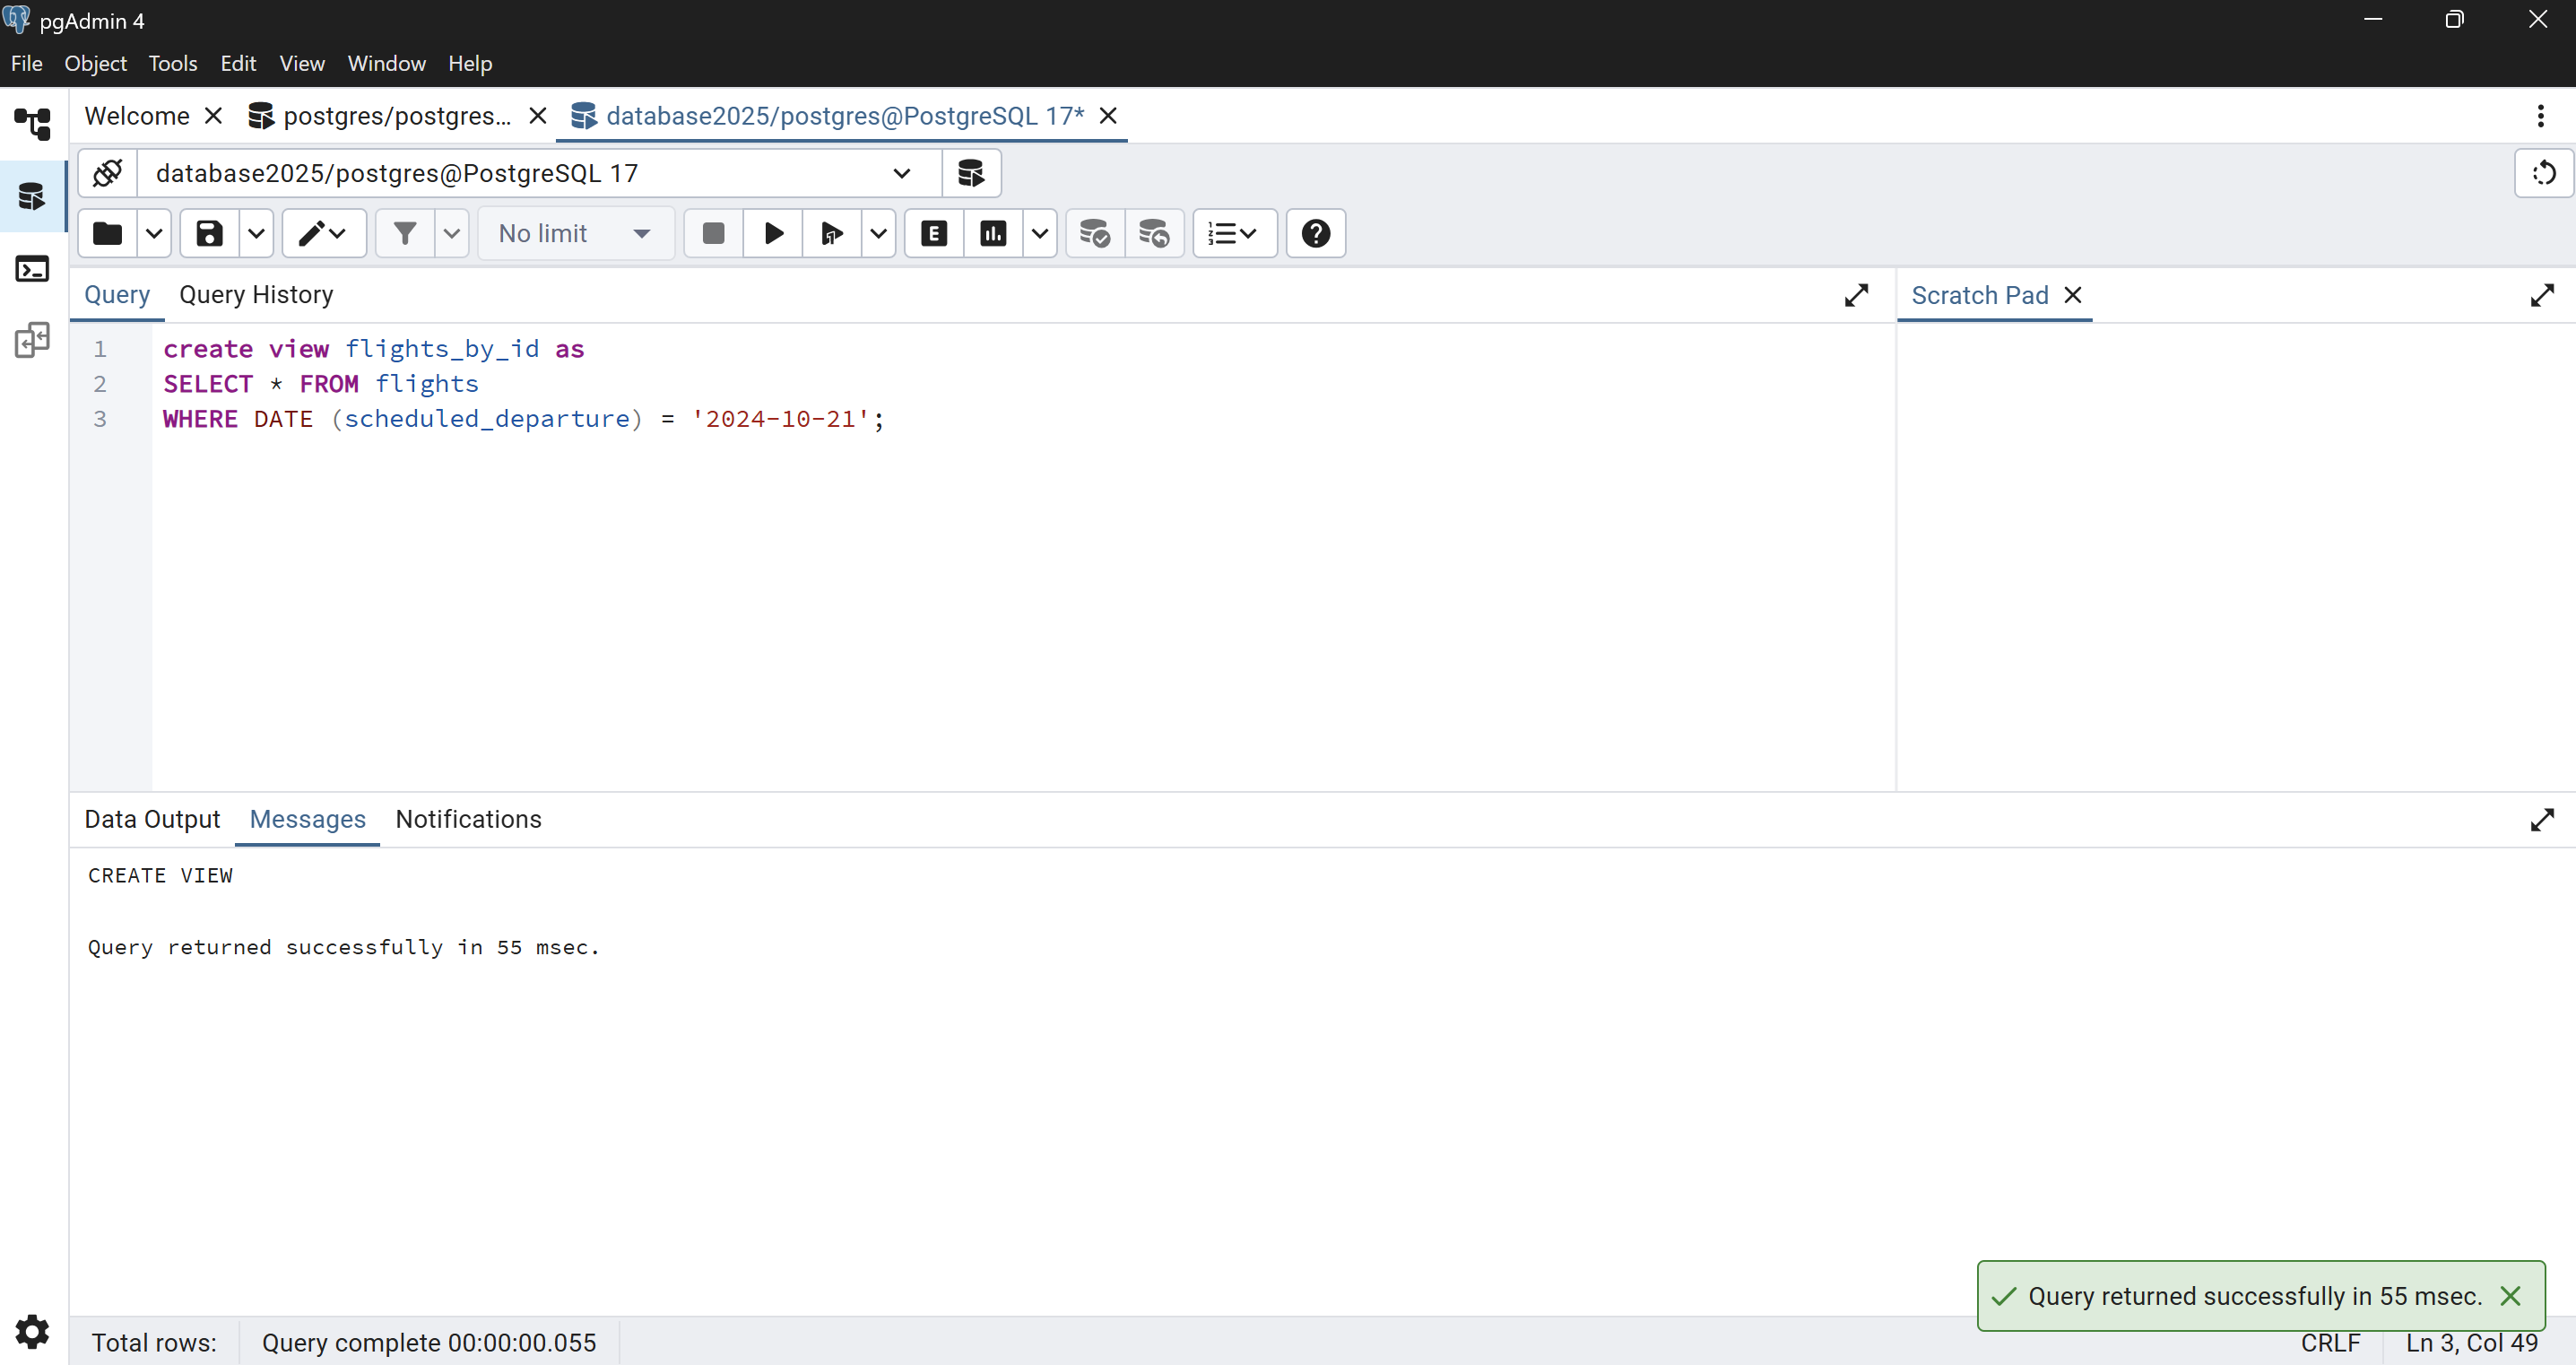 pgAdmin 4
File Object Tools Edit View Window Help
Welcome postgres/postgres... database2025/postgres@PostgreSQL 17*
database2025/postgres@PostgreSQL 17
No limit
Query Query History Scratch Pad
1 create view flights_by_id as
2 SELECT * FROM flights
3 WHERE DATE (scheduled_departure) = '2024-10-21';
Data Output Messages Notifications
CREATE VIEW
Query returned successfully in 55 msec.
Query returned successfully in 55 msec.
Total rows: Query complete 00:00:00.055 CRLF Ln 3, Col 49